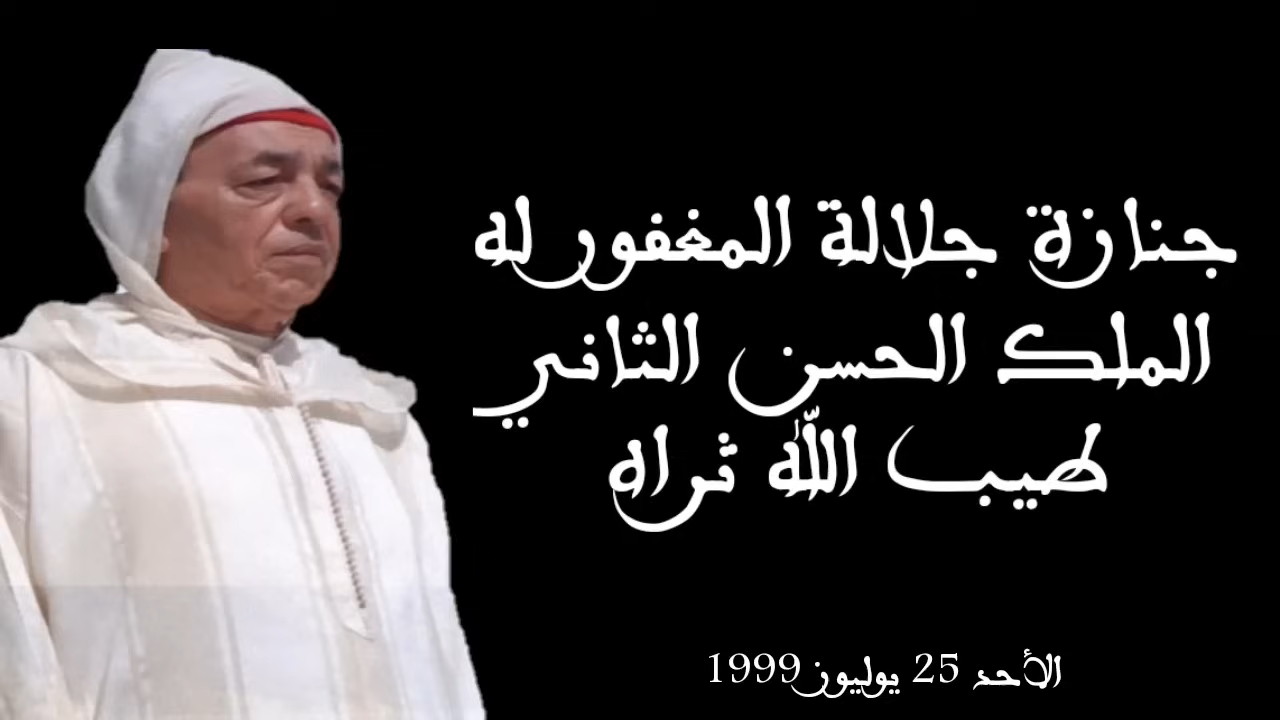 جنازة جلالة المغفور له
الملك الحسن الثاني
طيب الله ثراه
الأحد 25 يوليوز 1999